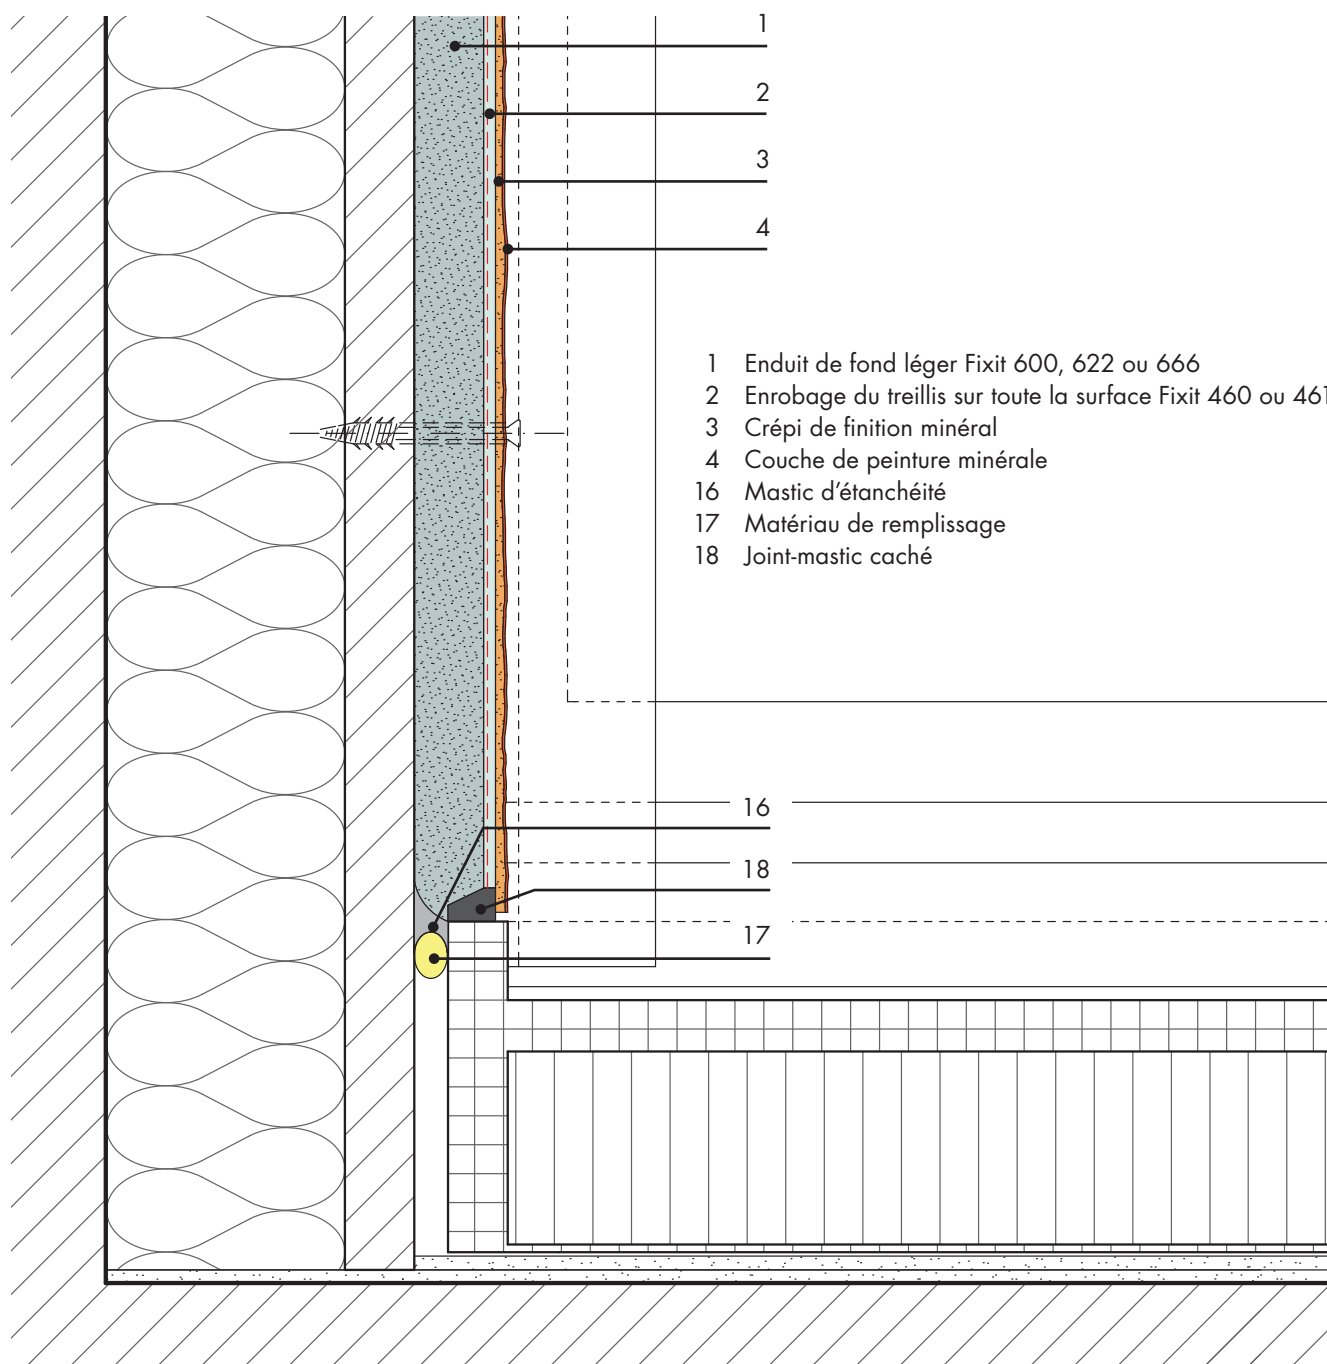 1
2
3
4
1 Enduit de fond léger Fixit 600, 622 ou 666
2 Enrobage du treillis sur toute la surface Fixit 460 ou 461
3 Crépi de finition minéral
4 Couche de peinture minérale
16 Mastic d'étanchéité
17 Matériau de remplissage
18 Joint-mastic caché
16
18
17